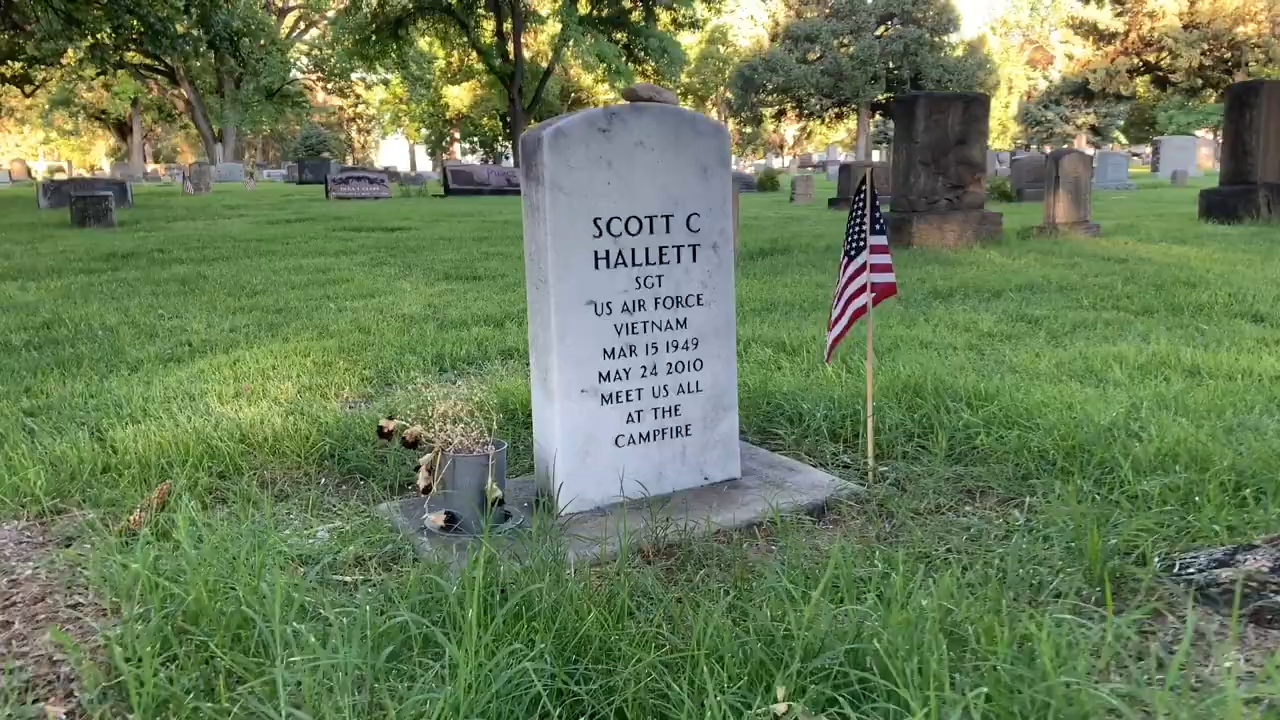 SCOTT C
HALLETT
SGT
US AIR FORCE
VIETNAM
MAR 15 1949
MAY 24 2010
MEET US ALL
AT THE
CAMPFIRE